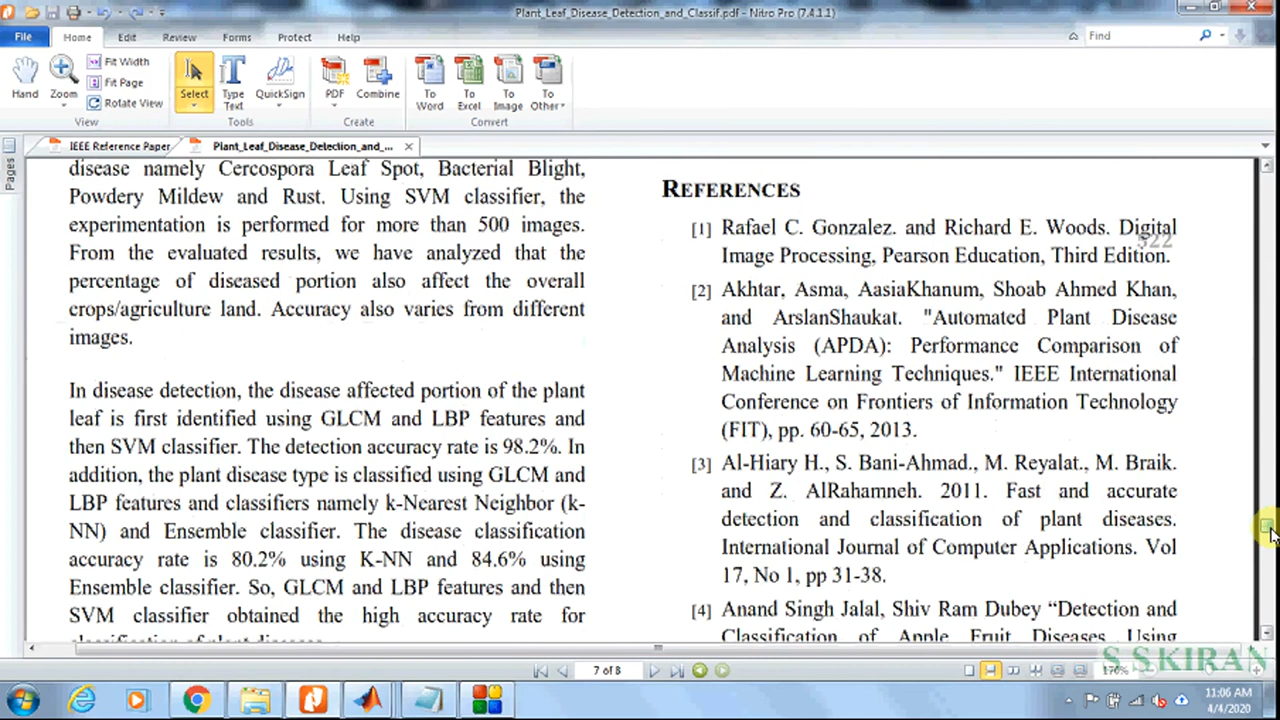 Plant_Leaf_Disease_Detection_and_Classif.pdf - Nitro Pro (7.4.1.1)
File
Home
Edit
Review
Forms
Protect
Help
Find
Hand
Zoom
Fit Width
Fit Page
Rotate View
View
Select
Type Text
QuickSign
Tools
PDF
Combine
Create
To Word
To Excel
To Image
To Other
Convert
IEEE Reference Paper
Plant_Leaf_Disease_Detection_and_...
Pages
disease namely Cercospora Leaf Spot, Bacterial Blight,
Powdery Mildew and Rust. Using SVM classifier, the
experimentation is performed for more than 500 images.
From the evaluated results, we have analyzed that the
percentage of diseased portion also affect the overall
crops/agriculture land. Accuracy also varies from different
images.
In disease detection, the disease affected portion of the plant
leaf is first identified using GLCM and LBP features and
then SVM classifier. The detection accuracy rate is 98.2%. In
addition, the plant disease type is classified using GLCM and
LBP features and classifiers namely k-Nearest Neighbor (k-
NN) and Ensemble classifier. The disease classification
accuracy rate is 80.2% using K-NN and 84.6% using
Ensemble classifier. So, GLCM and LBP features and then
SVM classifier obtained the high accuracy rate for
classification of plant diseases.
REFERENCES
[1] Rafael C. Gonzalez. and Richard E. Woods. Digital
522
Image Processing, Pearson Education, Third Edition.
[2] Akhtar, Asma, AasiaKhanum, Shoab Ahmed Khan,
and ArslanShaukat. "Automated Plant Disease
Analysis (APDA): Performance Comparison of
Machine Learning Techniques." IEEE International
Conference on Frontiers of Information Technology
(FIT), pp. 60-65, 2013.
[3] Al-Hiary H., S. Bani-Ahmad., M. Reyalat., M. Braik.
and Z. AlRahamneh. 2011. Fast and accurate
detection and classification of plant diseases.
International Journal of Computer Applications. Vol
17, No 1, pp 31-38.
[4] Anand Singh Jalal, Shiv Ram Dubey “Detection and
Classification of Apple Fruit Diseases Using
S S KIRAN
7 of 8
170%
11:06 AM
4/4/2020